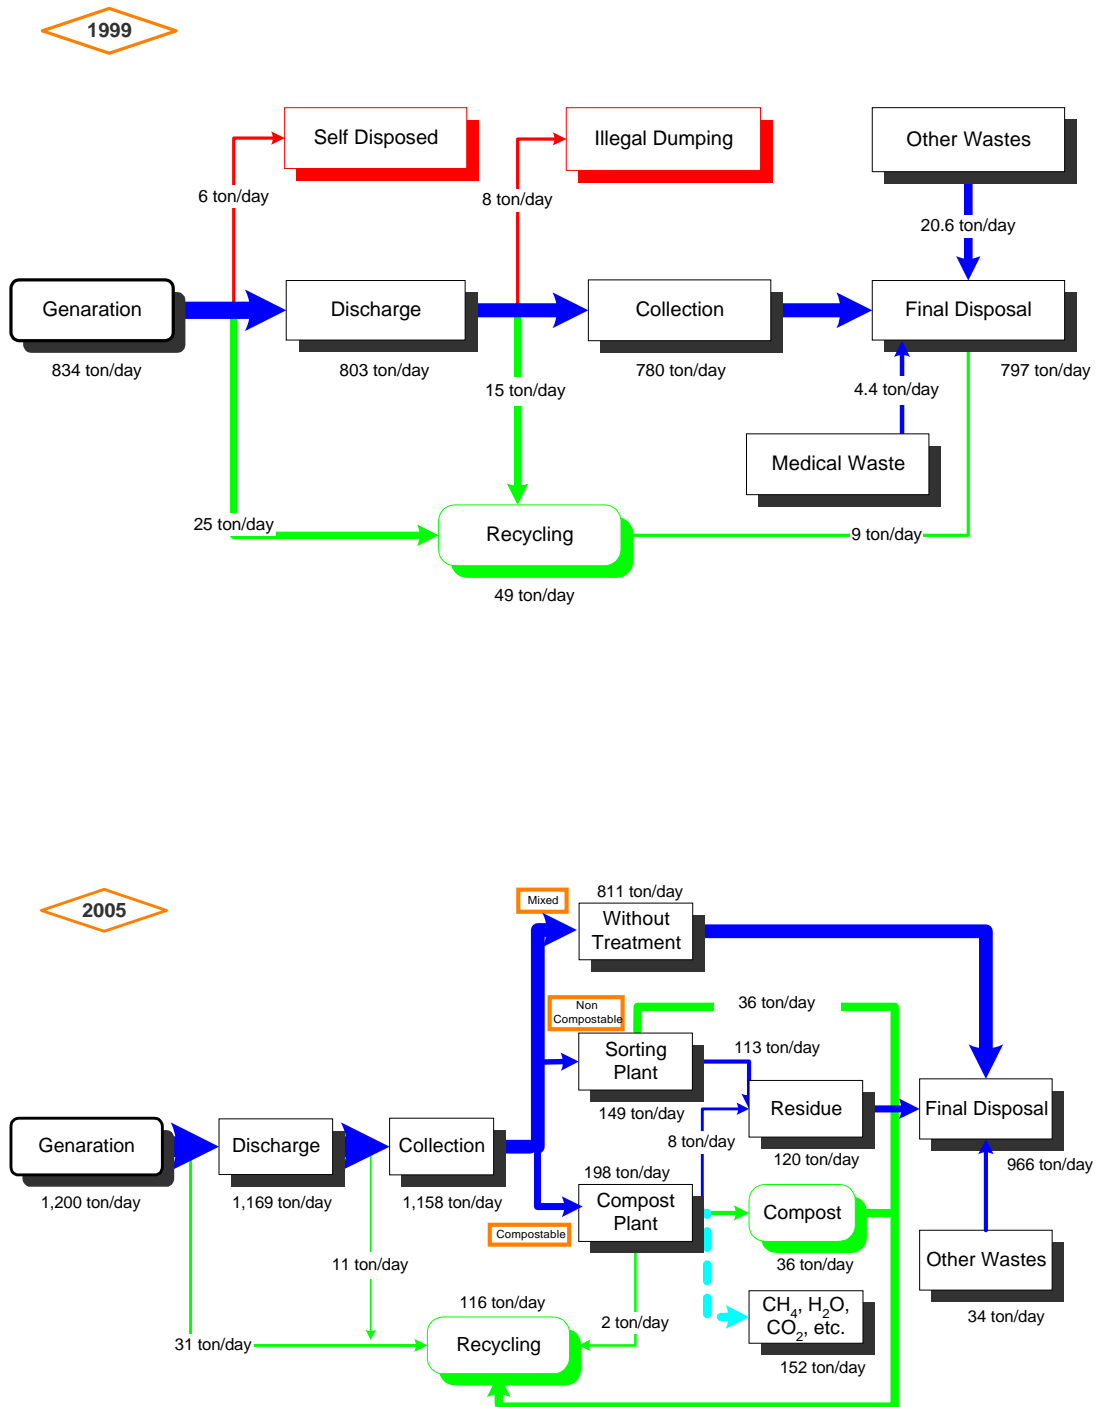 1999
Self Disposed
Illegal Dumping
Other Wastes
6 ton/day
8 ton/day
20.6 ton/day
Genaration
Discharge
Collection
Final Disposal
834 ton/day
803 ton/day
780 ton/day
797 ton/day
15 ton/day
4.4 ton/day
Medical Waste
25 ton/day
Recycling
9 ton/day
49 ton/day
2005
Mixed
811 ton/day
Without
Treatment
Non
Compostable
36 ton/day
Sorting
Plant
113 ton/day
149 ton/day
Residue
Final Disposal
Genaration
Discharge
Collection
8 ton/day
120 ton/day
966 ton/day
1,200 ton/day
1,169 ton/day
1,158 ton/day
198 ton/day
Compost
Plant
Compost
Compostable
36 ton/day
Other Wastes
11 ton/day
34 ton/day
116 ton/day
CH4, H2O,
CO2, etc.
31 ton/day
Recycling
2 ton/day
152 ton/day